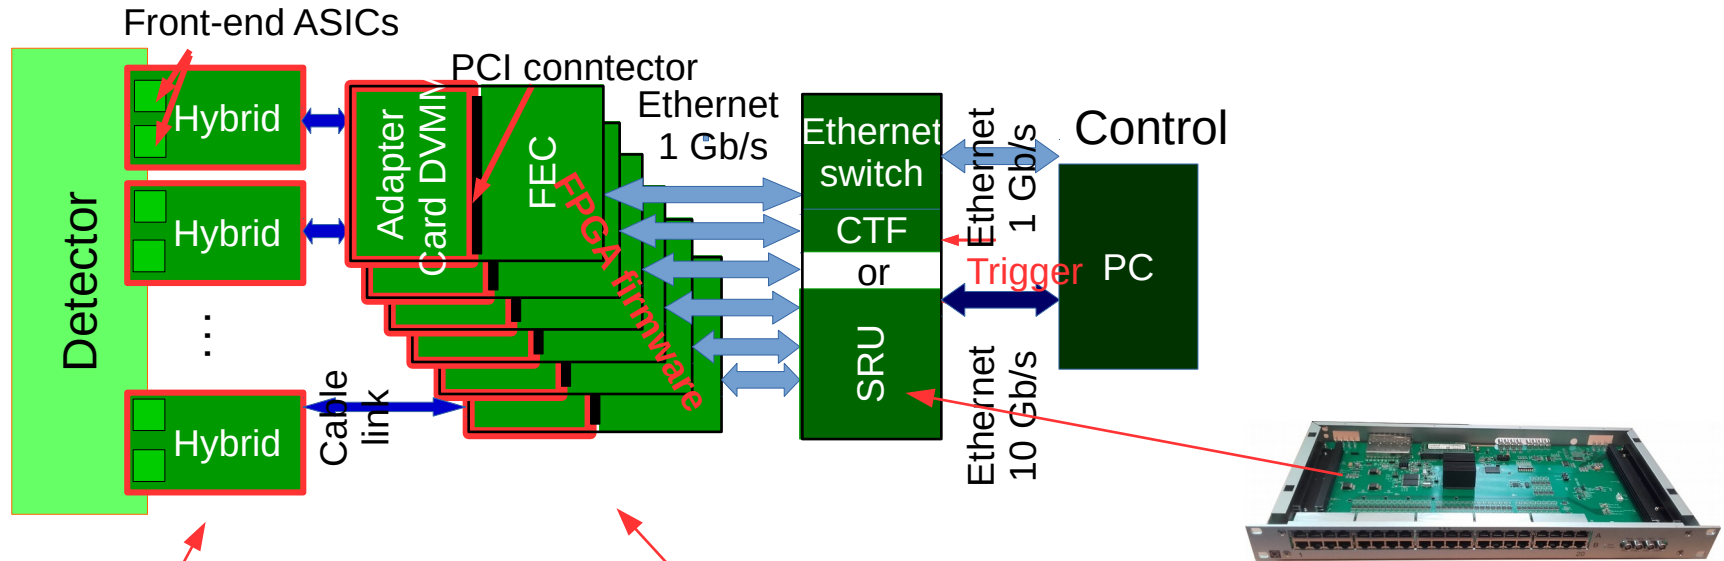 Front-end ASICs
PCI conntector
Ethernet
1 Gb/s
Control
Hybrid
Hybrid
...
Hybrid
Detector
Adapter
Card DVMM
FEC
FPGA firmware
Cable
link
Ethernet
switch
CTF
or
SRU
Ethernet
1 Gb/s
Trigger
Ethernet
10 Gb/s
PC